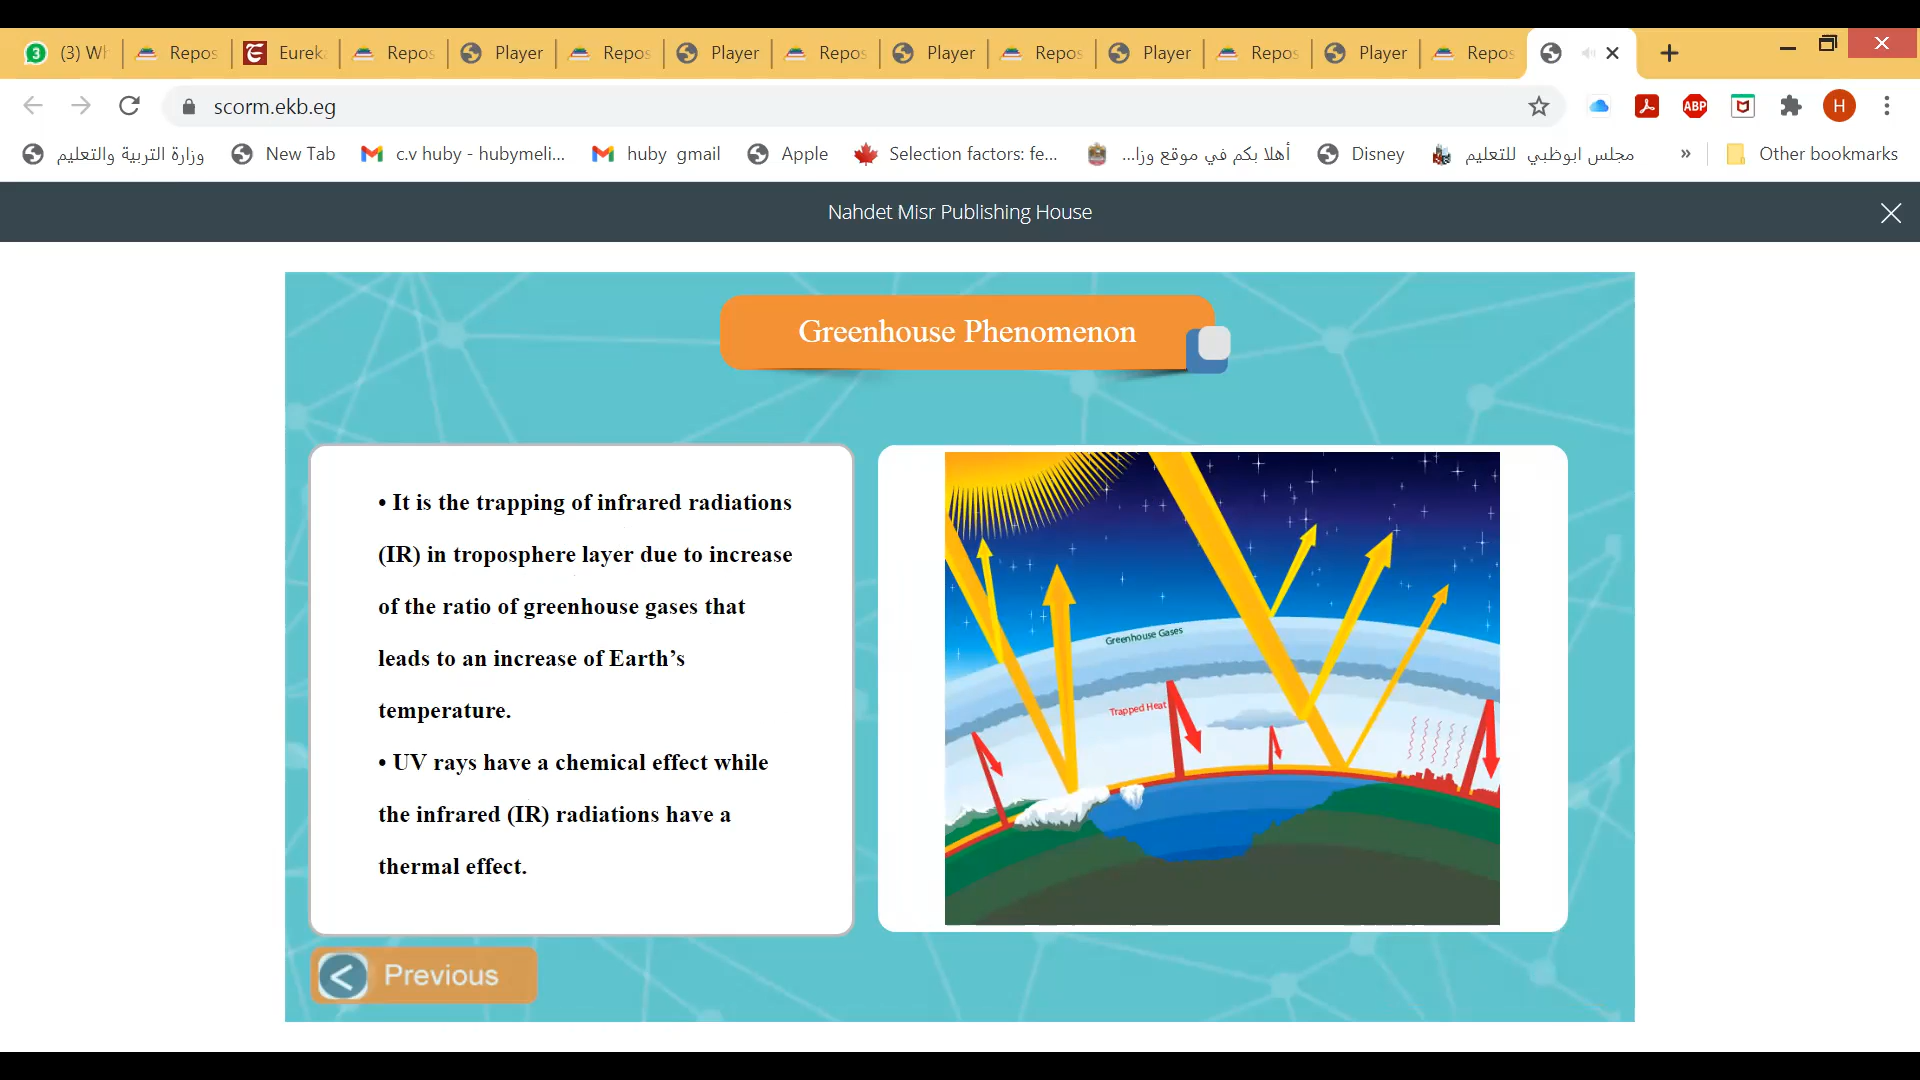 3 (3) Wh Repos Eureka Repos Player Repos Player Repos Player Repos Player Repos Player Repos
scorm.ekb.eg ABP H
وزارة التربية والتعليم New Tab c.v huby - hubymeli... huby gmail Apple Selection factors: fe... أهلا بكم في موقع وزا... Disney مجلس ابوظبي للتعليم » Other bookmarks
Nahdet Misr Publishing House
Greenhouse Phenomenon
• It is the trapping of infrared radiations
(IR) in troposphere layer due to increase
of the ratio of greenhouse gases that
leads to an increase of Earth’s
temperature.
• UV rays have a chemical effect while
the infrared (IR) radiations have a
thermal effect.
Greenhouse Gases
Trapped Heat
Previous